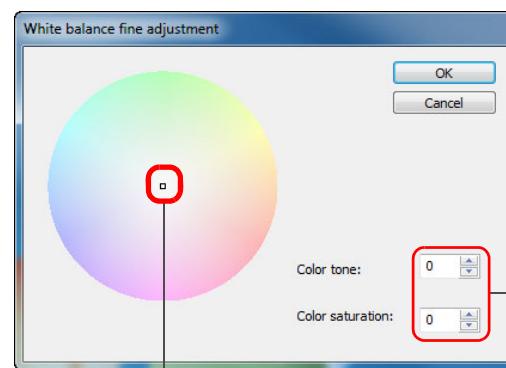 White balance fine adjustment
OK
Cancel
Color tone:
0
Color saturation:
0